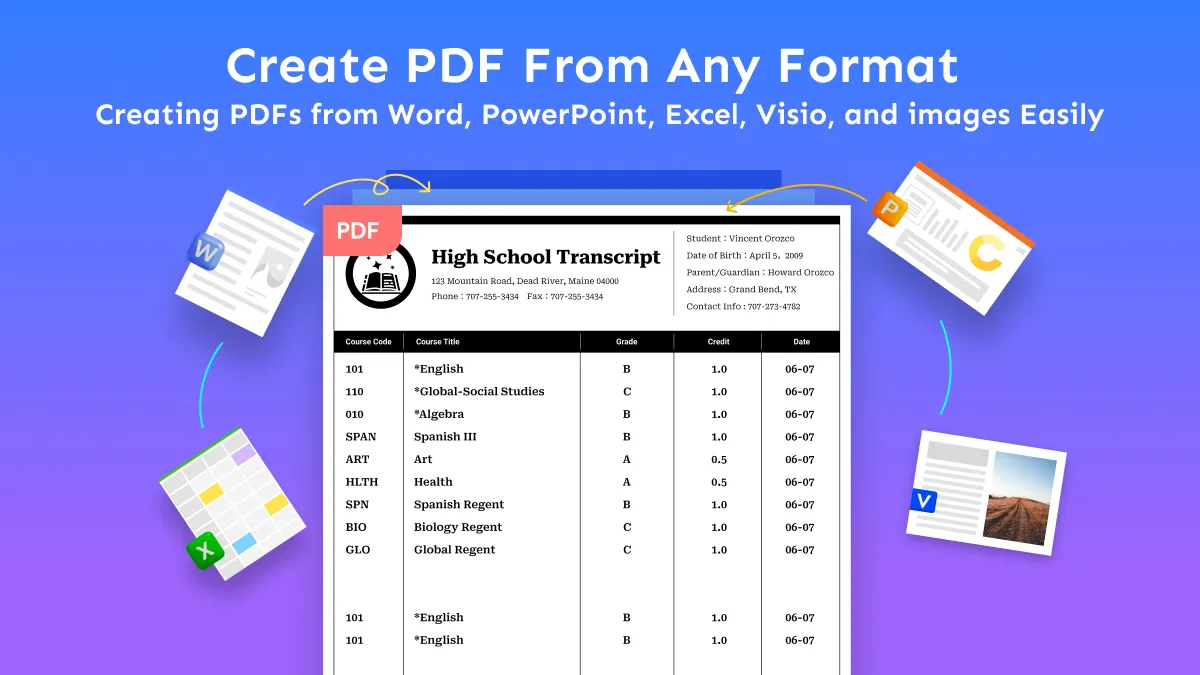 Create PDF From Any Format
Creating PDFs from Word, PowerPoint, Excel, Visio, and images Easily
W
P
X
V
PDF
High School Transcript
123 Mountain Road, Dead River, Maine 04000
Phone : 707-255-3434 Fax : 707-255-3434
Student : Vincent Orozco
Date of Birth : April 5, 2009
Parent/Guardian : Howard Orozco
Address : Grand Bend, TX
Contact Info : 707-273-4782
Course Code Course Title Grade Credit Date
101 *English B 1.0 06-07
110 *Global-Social Studies C 1.0 06-07
010 *Algebra B 1.0 06-07
SPAN Spanish III B 1.0 06-07
ART Art A 0.5 06-07
HLTH Health A 0.5 06-07
SPN Spanish Regent B 1.0 06-07
BIO Biology Regent C 1.0 06-07
GLO Global Regent C 1.0 06-07
101 *English B 1.0 06-07
101 *English B 1.0 06-07